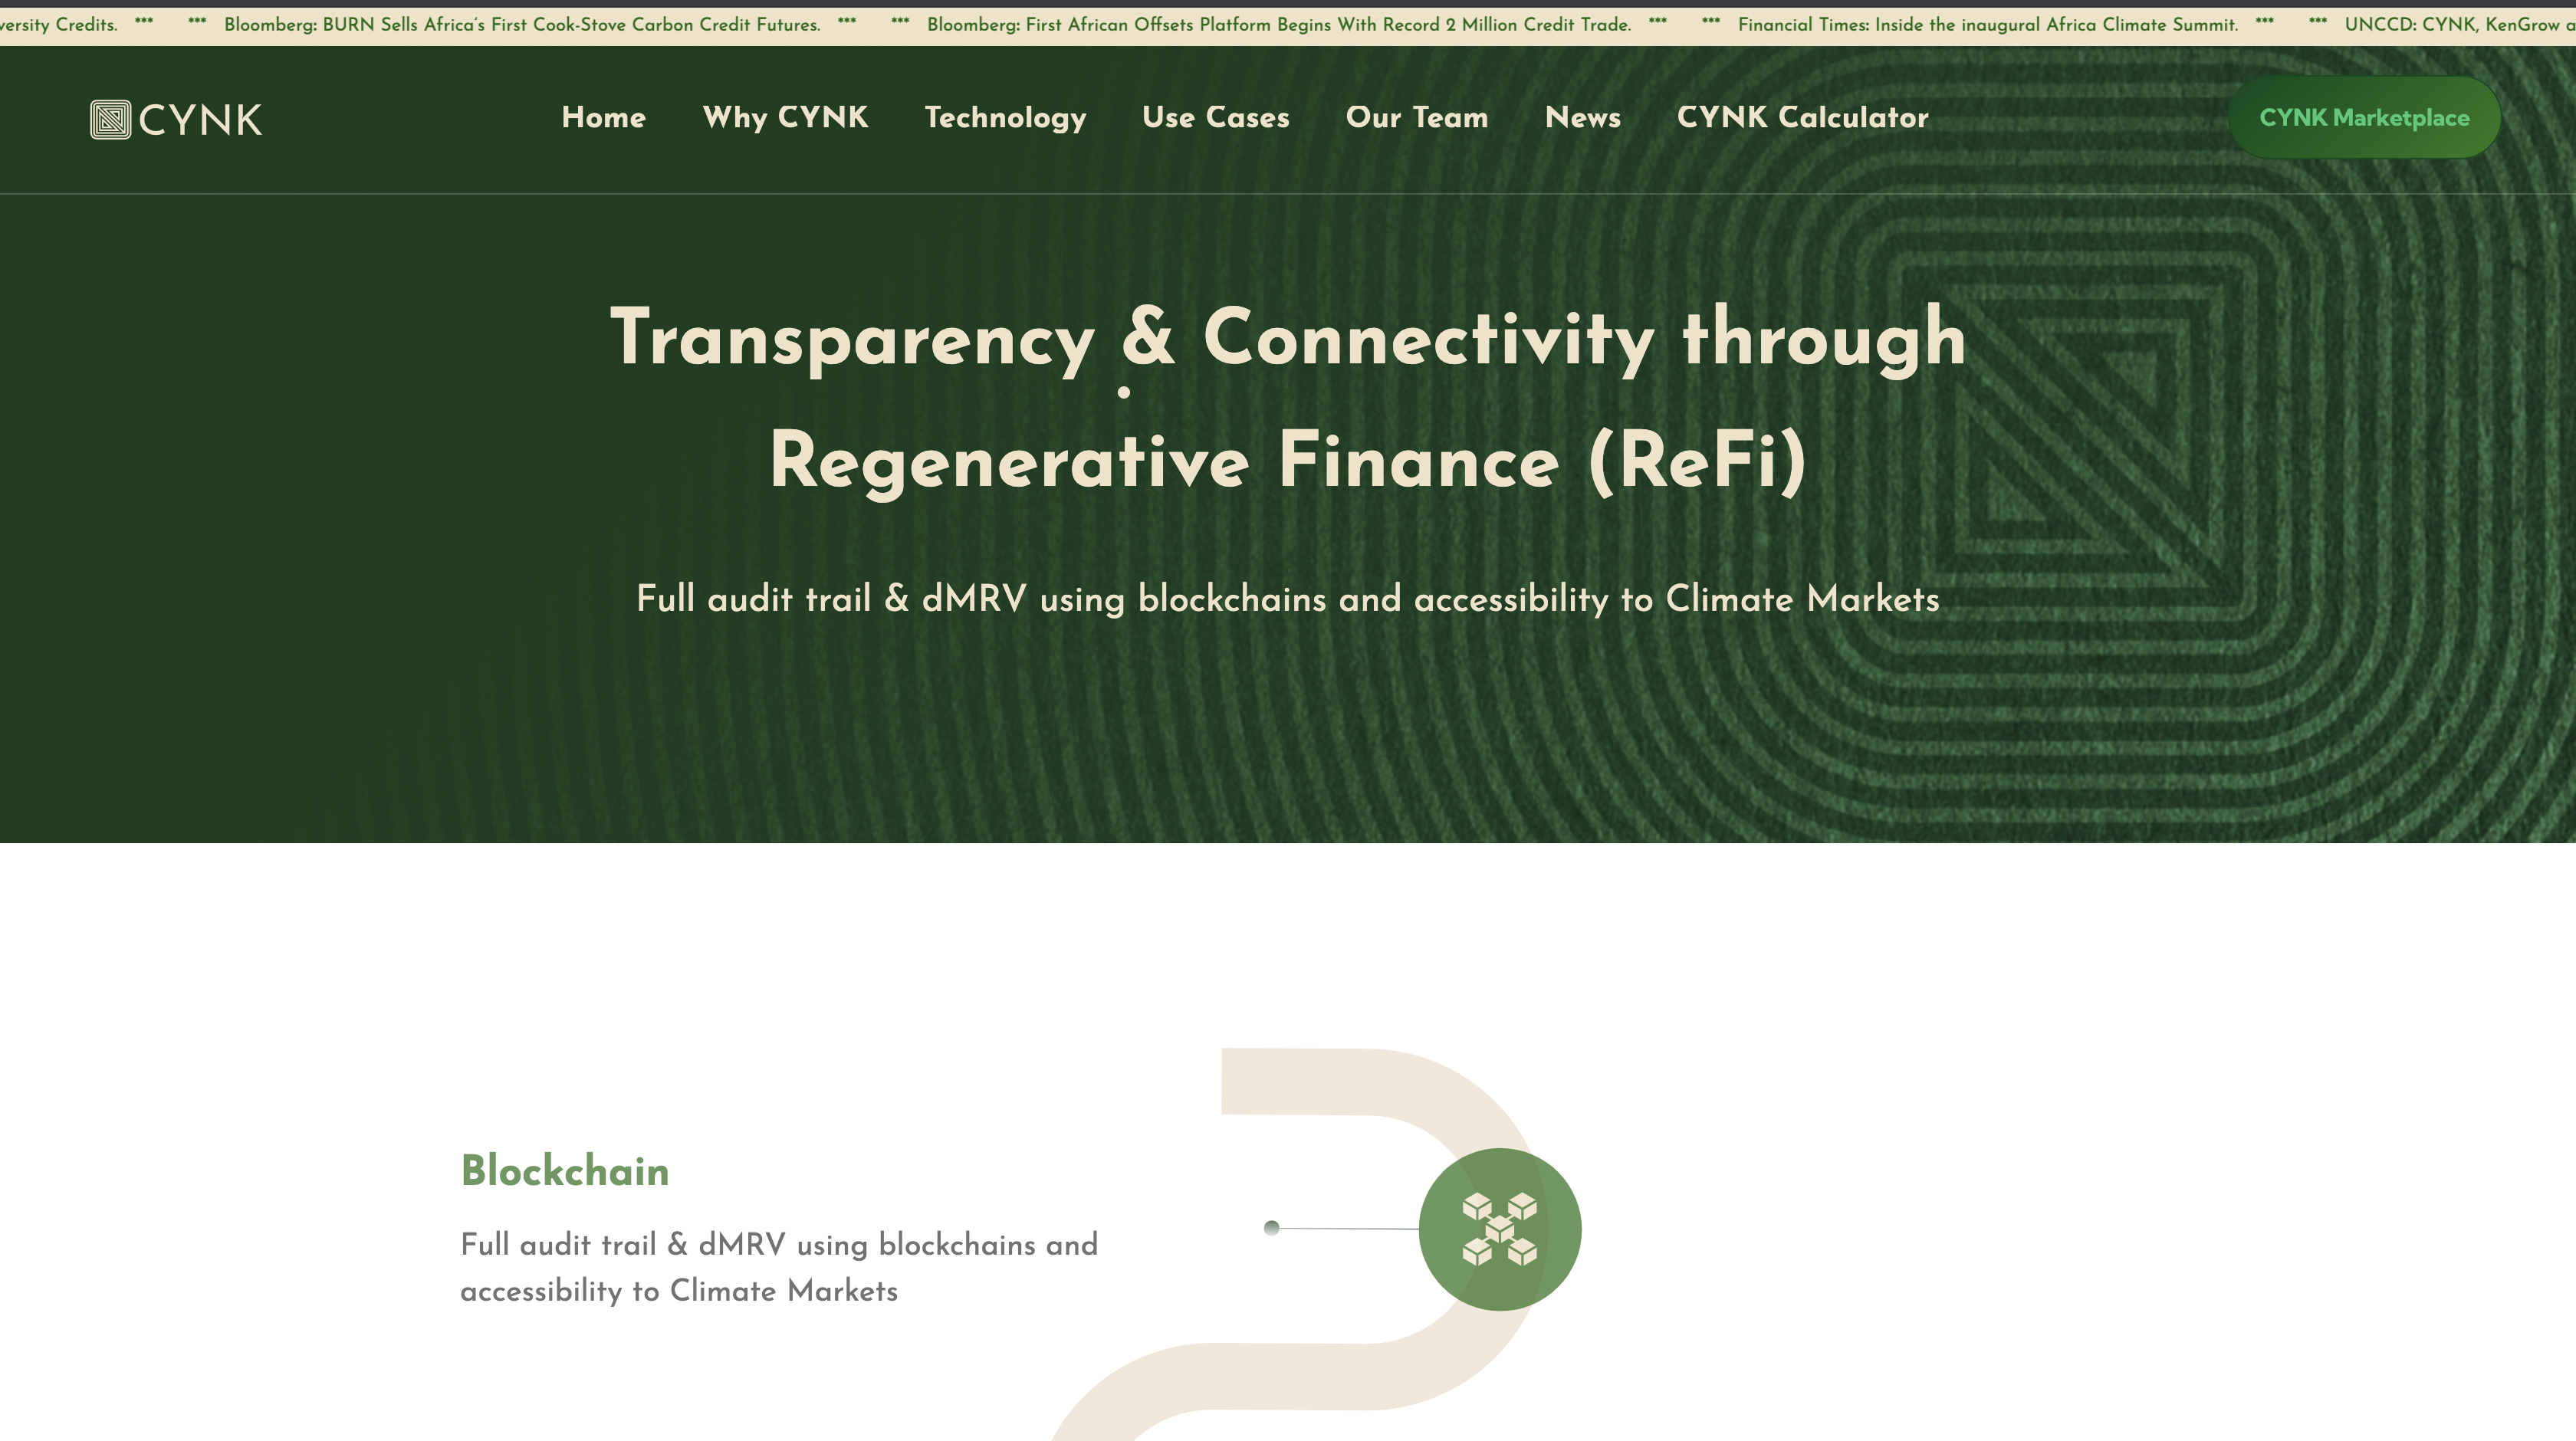 versity Credits. *** *** Bloomberg: BURN Sells Africa's First Cook-Stove Carbon Credit Futures. *** *** Bloomberg: First African Offsets Platform Begins With Record 2 Million Credit Trade. *** *** Financial Times: Inside the inaugural Africa Climate Summit. *** *** UNCCD: CYNK, KenGrow a
CYNK Home Why CYNK Technology Use Cases Our Team News CYNK Calculator CYNK Marketplace
Transparency & Connectivity through
Regenerative Finance (ReFi)
Full audit trail & dMRV using blockchains and accessibility to Climate Markets
Blockchain
Full audit trail & dMRV using blockchains and
accessibility to Climate Markets